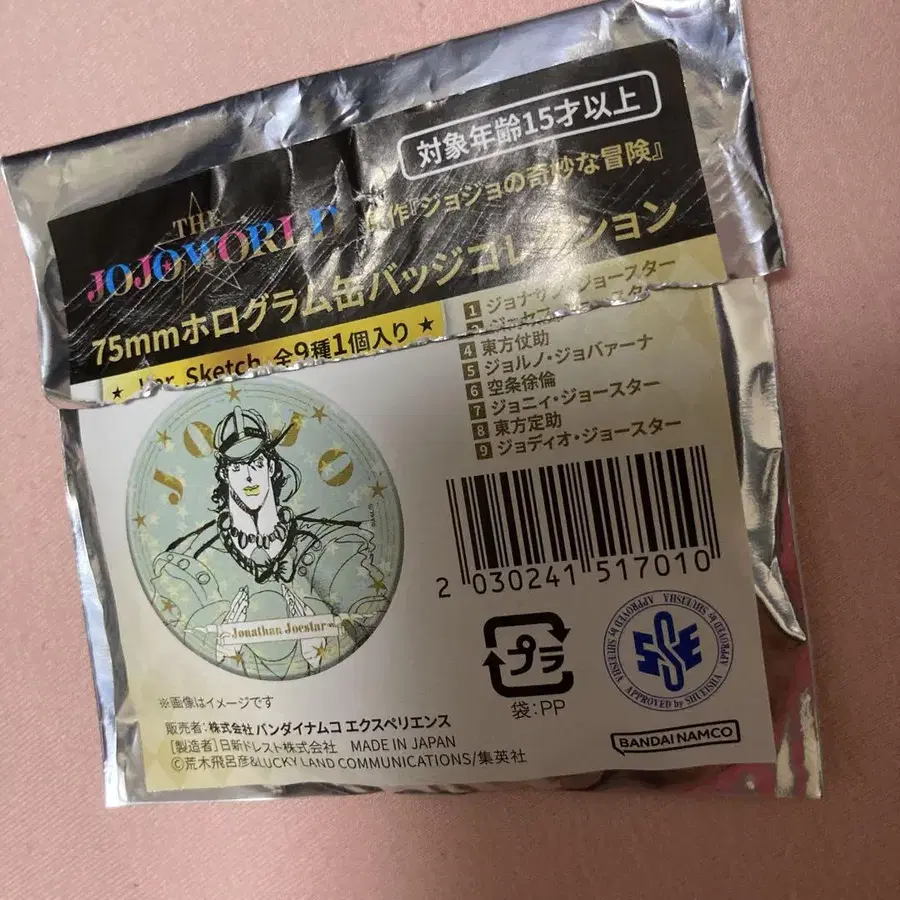 対象年齢15才以上
THE
JOJOWORLD
『ジョジョの奇妙な冒険』
75mmホログラム缶バッジコレクション
★ Ver. Sketch 全9種1個入り ★
1 ジョナサン・ジョースター
4 東方仗助
5 ジョルノ・ジョバァーナ
6 空条徐倫
7 ジョニィ・ジョースター
8 東方定助
9 ジョディオ・ジョースター
JOJO
Jonathan Joestar
2 030241 517010
※画像はイメージです
プラ
袋:PP
APPROVED by SHUEISHA APPROVED by SHUEISHA
販売者:株式会社 バンダイナムコ エクスペリエンス
[製造者]日新ドレスト株式会社 MADE IN JAPAN
©荒木飛呂彦&LUCKY LAND COMMUNICATIONS/集英社
BANDAI NAMCO